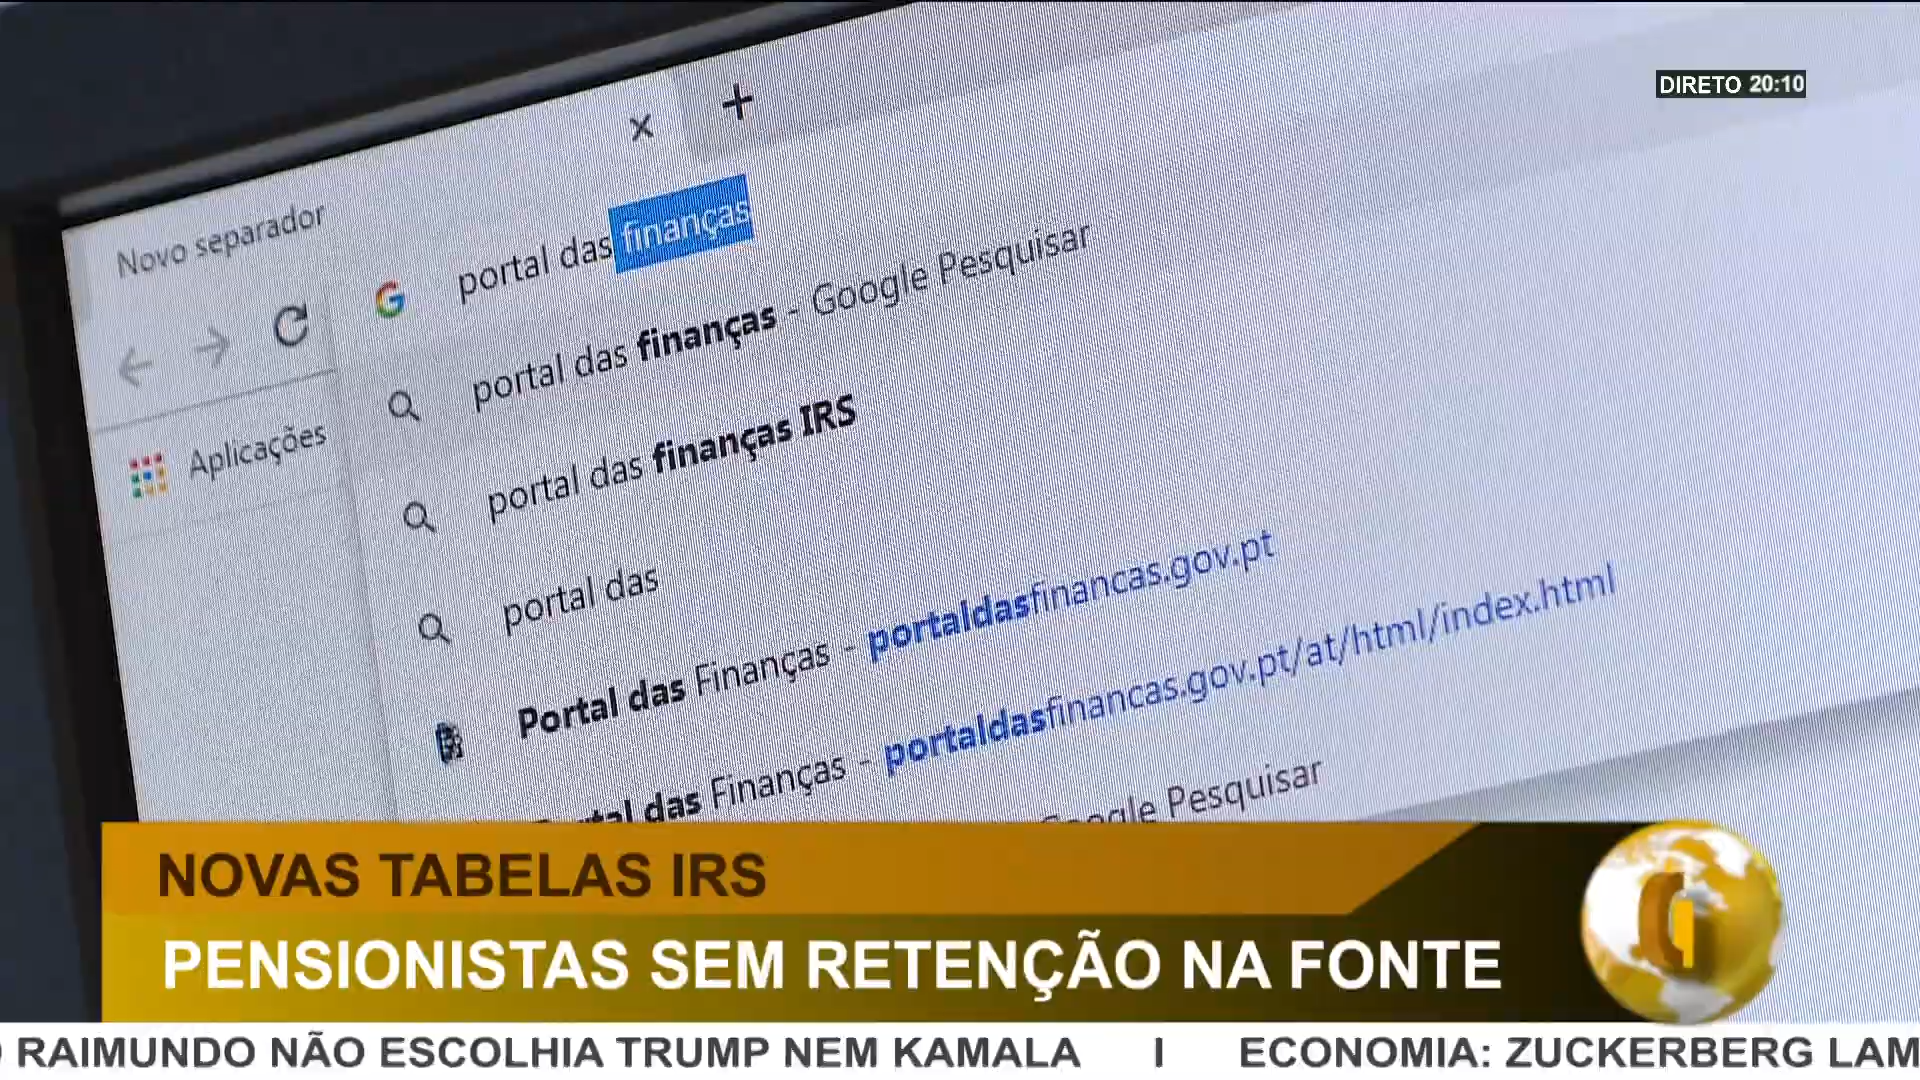 DIRETO 20:10
Novo separador
portal das finanças
portal das finanças - Google Pesquisar
Aplicações
portal das finanças IRS
portal das
Portal das Finanças - portaldasfinancas.gov.pt
das Finanças - portaldasfinancas.gov.pt/at/html/index.html
Google Pesquisar
NOVAS TABELAS IRS
PENSIONISTAS SEM RETENÇÃO NA FONTE
RAIMUNDO NÃO ESCOLHIA TRUMP NEM KAMALA | ECONOMIA: ZUCKERBERG LAM